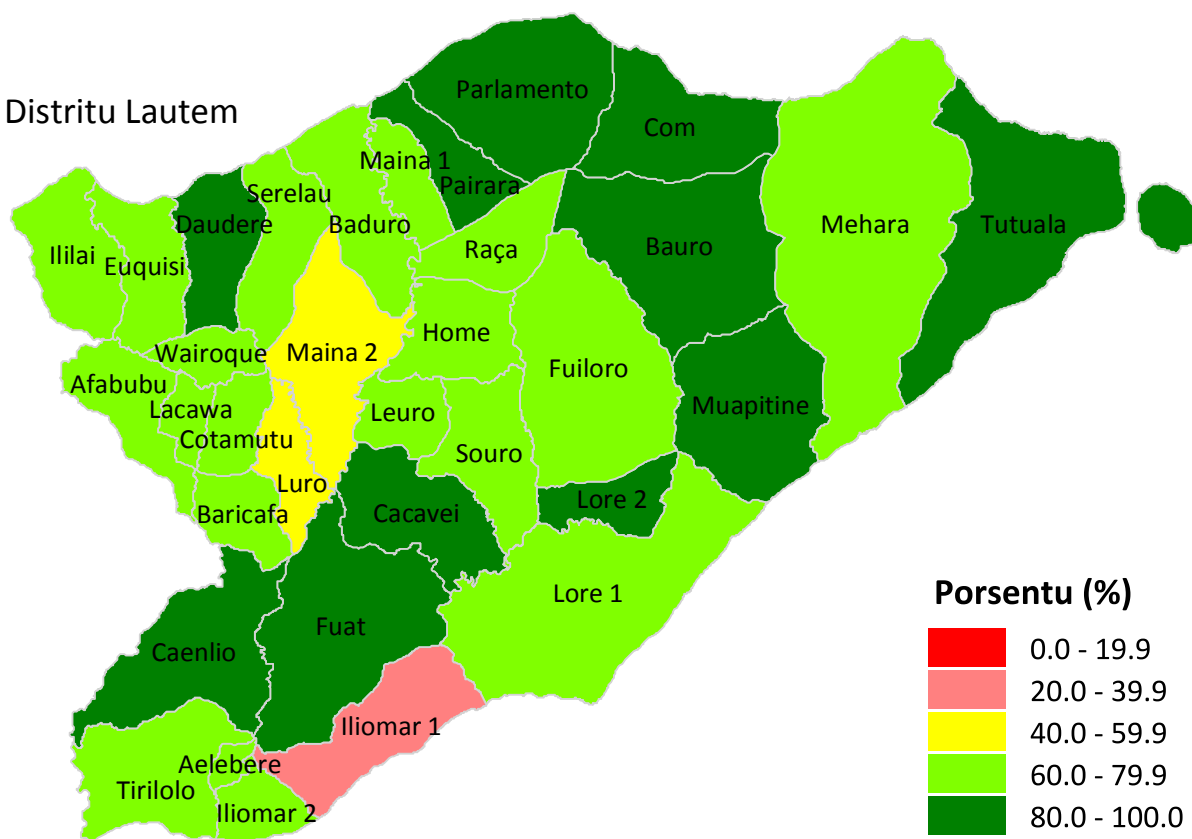 Distritu Lautem
Parlamento
Com
Maina 1
Pairara
Serelau
Baduro
Daudere
Mehara
Tutuala
Ililai
Euquisi
Raça
Bauro
Wairoque
Maina 2
Home
Fuiloro
Afabubu
Lacawa
Leuro
Muapitine
Cotamutu
Souro
Luro
Baricafa
Cacavei
Lore 2
Lore 1
Fuat
Caenlio
Iliomar 1
Aelebere
Tirilolo
Iliomar 2
Porsentu (%)
0.0 - 19.9
20.0 - 39.9
40.0 - 59.9
60.0 - 79.9
80.0 - 100.0